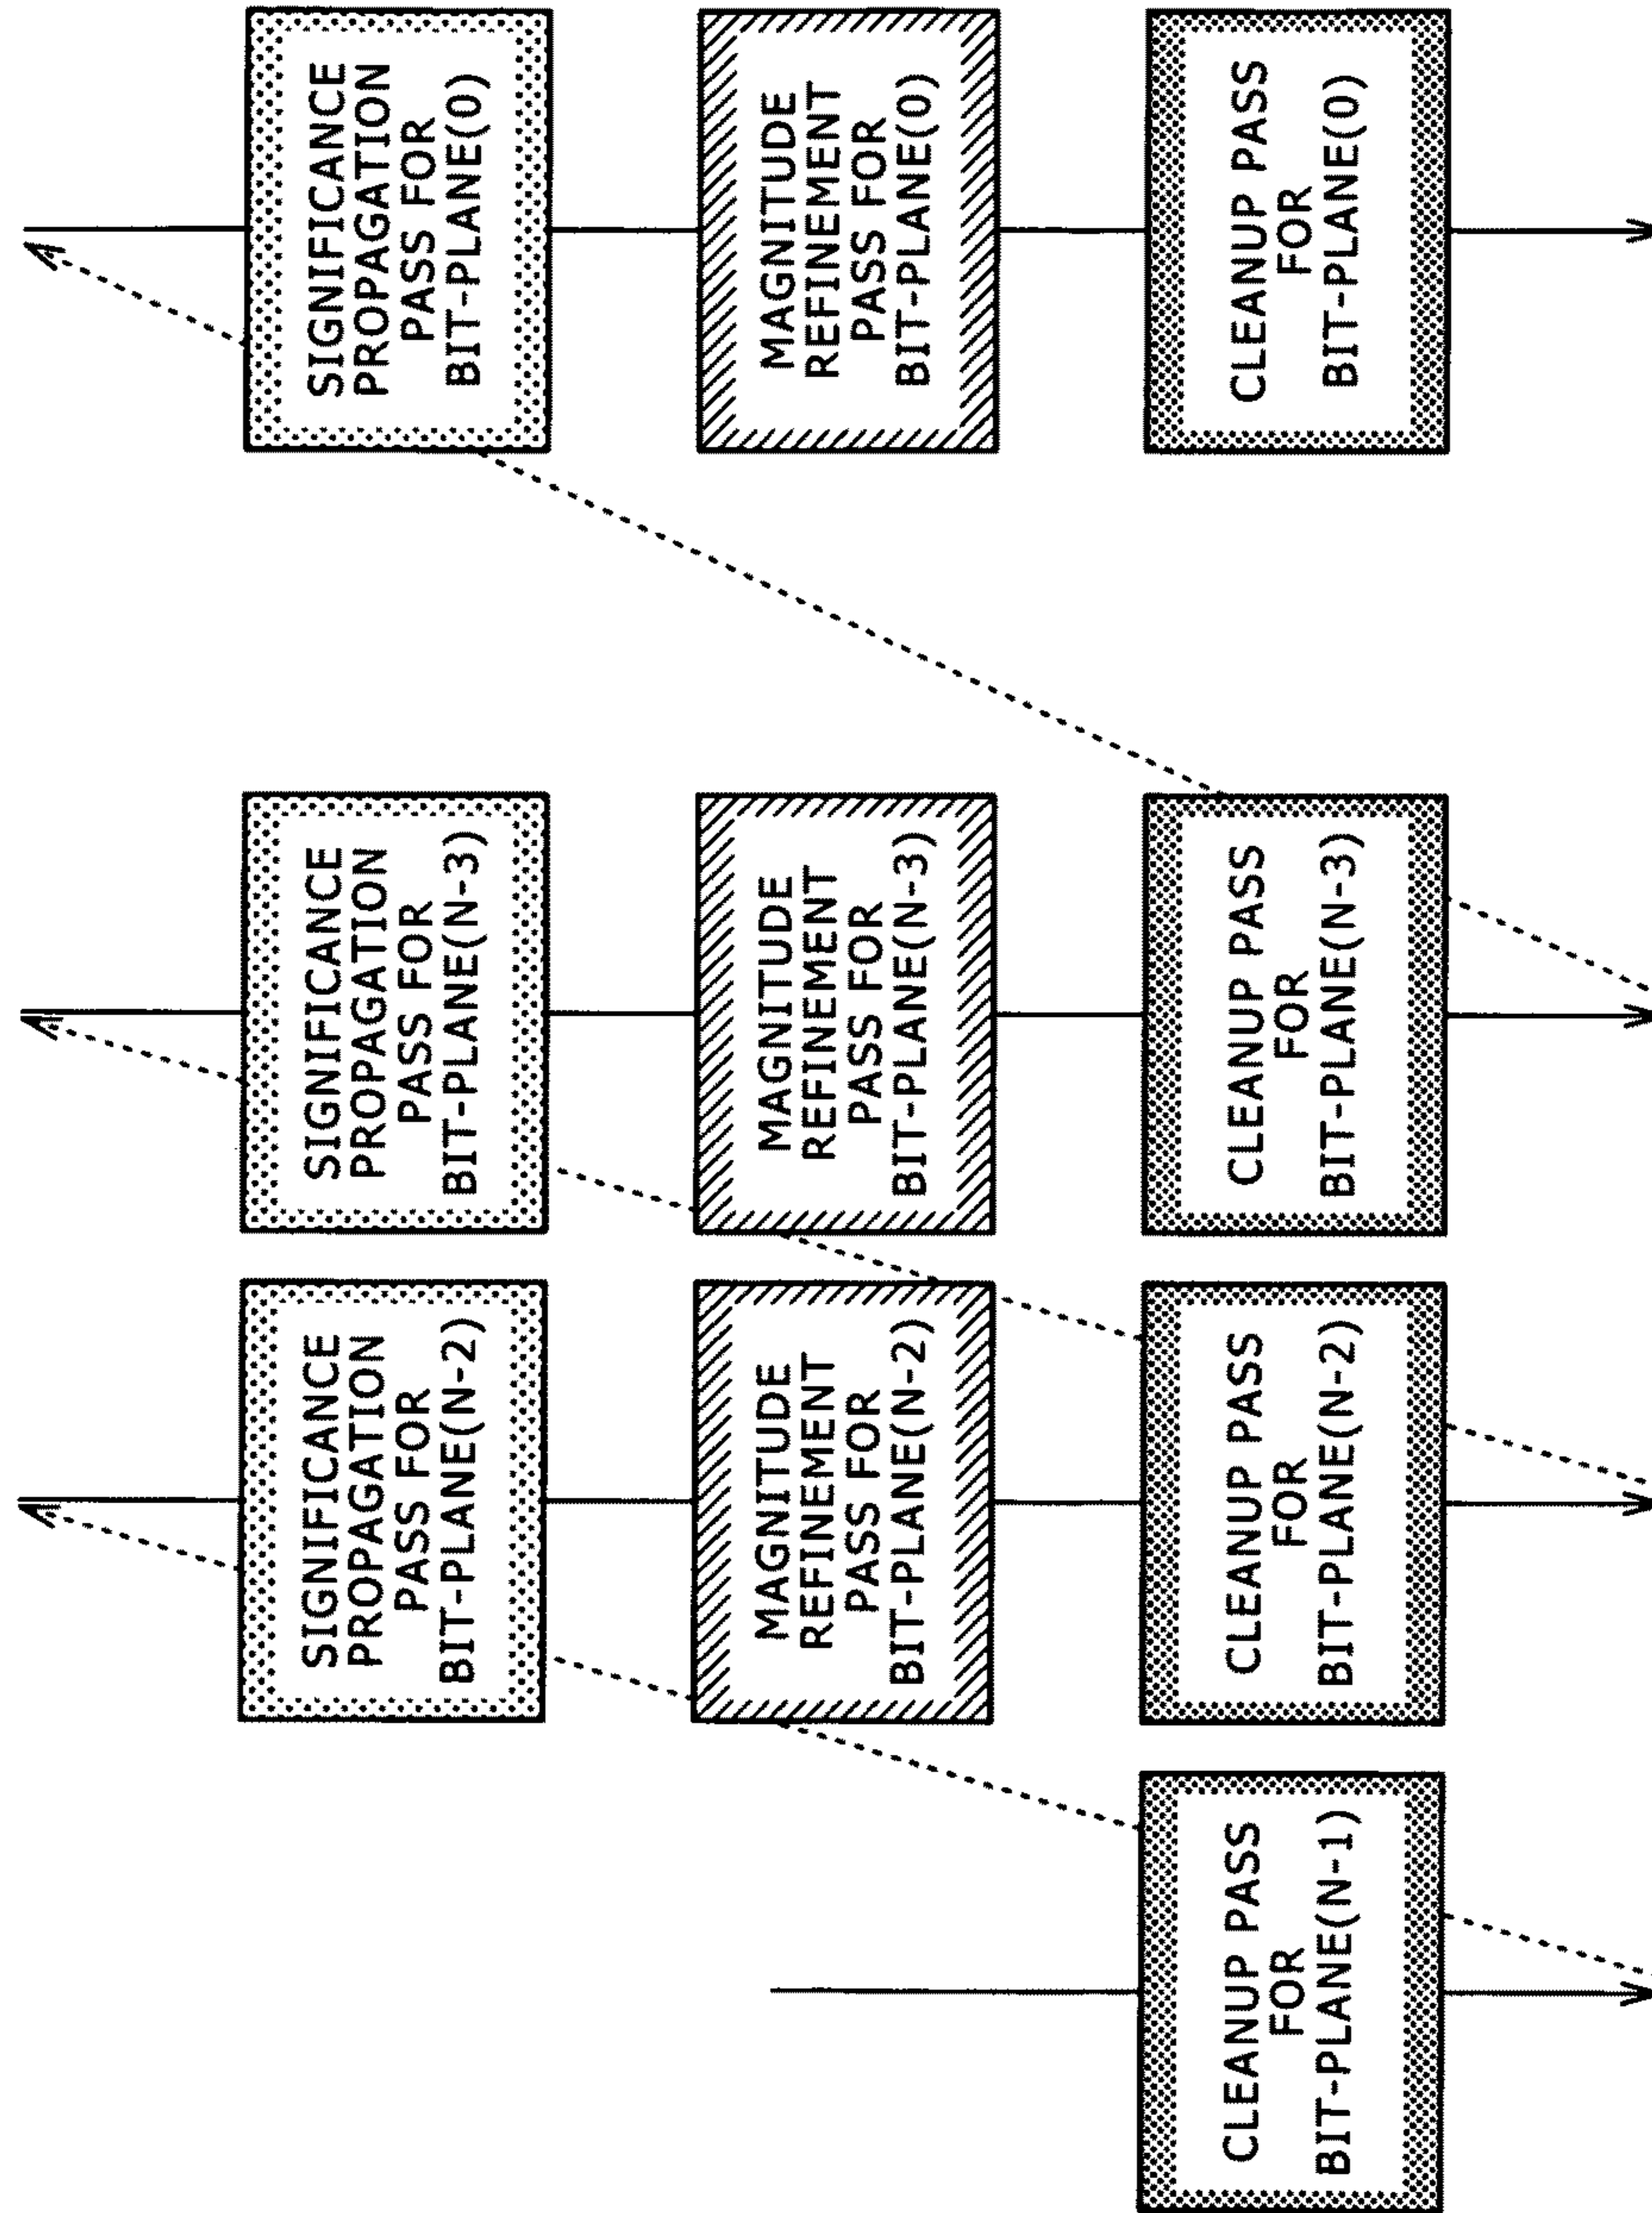 SIGNIFICANCE
PROPAGATION
PASS FOR
BIT-PLANE(N-2)
SIGNIFICANCE
PROPAGATION
PASS FOR
BIT-PLANE(N-3)
SIGNIFICANCE
PROPAGATION
PASS FOR
BIT-PLANE(0)
MAGNITUDE
REFINEMENT
PASS FOR
BIT-PLANE(N-2)
MAGNITUDE
REFINEMENT
PASS FOR
BIT-PLANE(N-3)
MAGNITUDE
REFINEMENT
PASS FOR
BIT-PLANE(0)
CLEANUP PASS
FOR
BIT-PLANE(N-1)
CLEANUP PASS
FOR
BIT-PLANE(N-2)
CLEANUP PASS
FOR
BIT-PLANE(N-3)
CLEANUP PASS
FOR
BIT-PLANE(0)